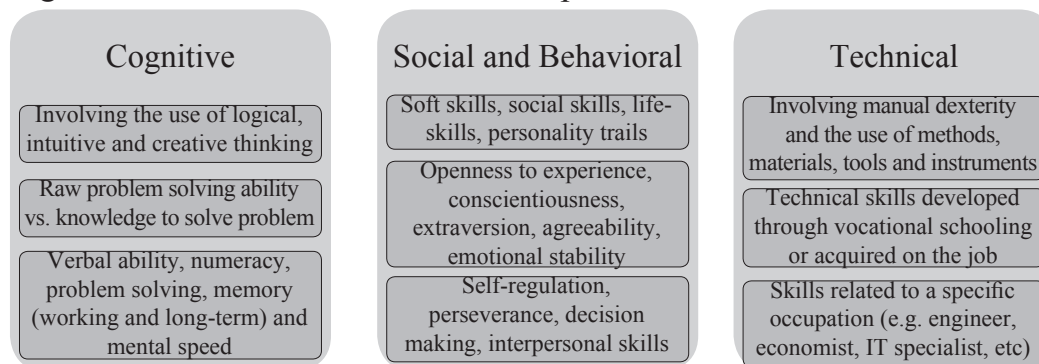 Cognitive
Involving the use of logical,
intuitive and creative thinking
Raw problem solving ability
vs. knowledge to solve problem
Verbal ability, numeracy,
problem solving, memory
(working and long-term) and
mental speed
Social and Behavioral
Soft skills, social skills, life-
skills, personality trails
Openness to experience,
conscientiousness,
extraversion, agreeability,
emotional stability
Self-regulation,
perseverance, decision
making, interpersonal skills
Technical
Involving manual dexterity
and the use of methods,
materials, tools and instruments
Technical skills developed
through vocational schooling
or acquired on the job
Skills related to a specific
occupation (e.g. engineer,
economist, IT specialist, etc)